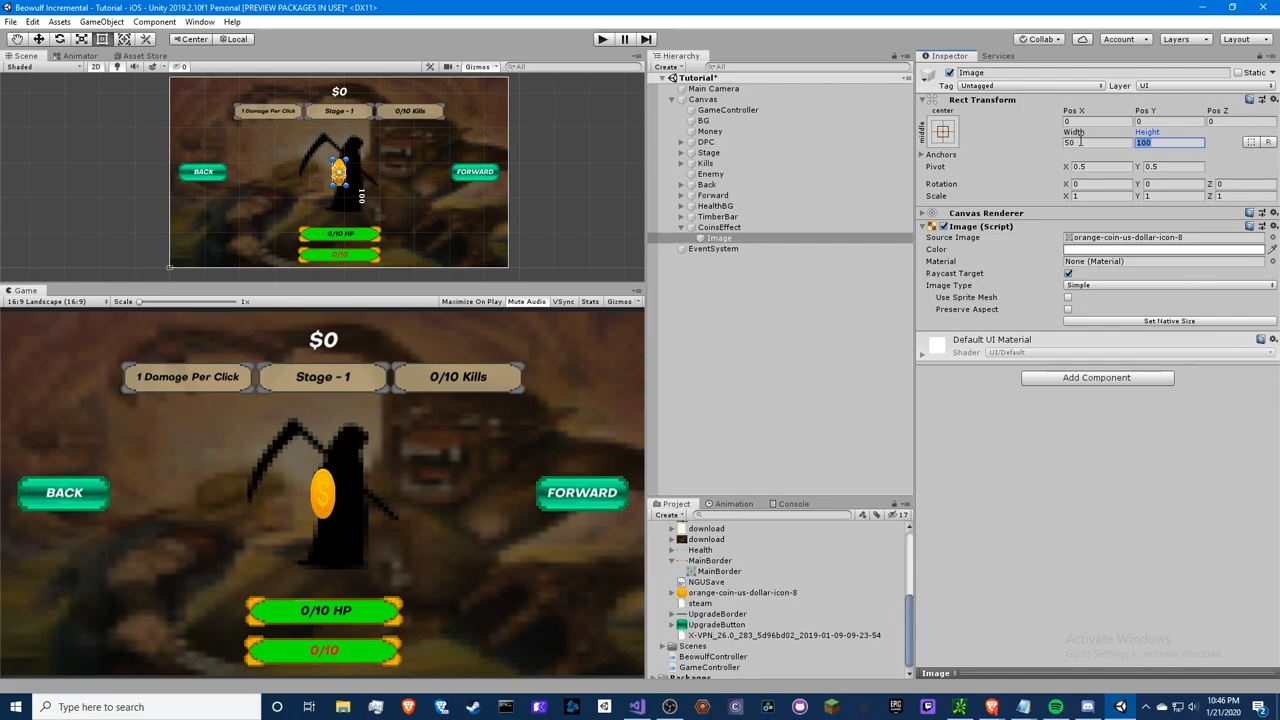 Beowulf Incremental - Tutorial - iOS - Unity 2019.2.10f1 Personal [PREVIEW PACKAGES IN USE]* <DX11>
File Edit Assets GameObject Component Window Help
Center Local Collab Account Layers Layout
Scene Animator Asset Store
Shaded 2D 0 Gizmos All
$0
1 Damage Per Click Stage - 1 0/10 Kills
BACK FORWARD
100
0/10 HP
0/10
Game
16:9 Landscape (16:9) Scale 1x Maximize On Play Mute Audio VSync Stats Gizmos
$0
1 Damage Per Click Stage - 1 0/10 Kills
BACK FORWARD
0/10 HP
0/10
Hierarchy
Create All
Tutorial*
Main Camera
Canvas
GameController
BG
Money
DPC
Stage
Kills
Enemy
Back
Forward
HealthBG
TimberBar
CoinsEffect
Image
EventSystem
Project Animation Console
Create 17
download
download
Health
MainBorder
MainBorder
NGUSave
orange-coin-us-dollar-icon-8
steam
UpgradeBorder
UpgradeButton
X-VPN_26.0_283_5d96bd02_2019-01-09-09-23-54
Scenes
BeowulfController
GameController
Packages
Inspector Services
Image Static
Tag Untagged Layer UI
Rect Transform
center Pos X Pos Y Pos Z
middle 0 0 0
Width Height
50 100 R
Anchors
Pivot X 0.5 Y 0.5
Rotation X 0 Y 0 Z 0
Scale X 1 Y 1 Z 1
Canvas Renderer
Image (Script)
Source Image orange-coin-us-dollar-icon-8
Color
Material None (Material)
Raycast Target
Image Type Simple
Use Sprite Mesh
Preserve Aspect
Set Native Size
Default UI Material
Shader UI/Default
Add Component
Activate Windows
Go to Settings to activate Windows.
Image
Type here to search
10:46 PM
1/21/2020